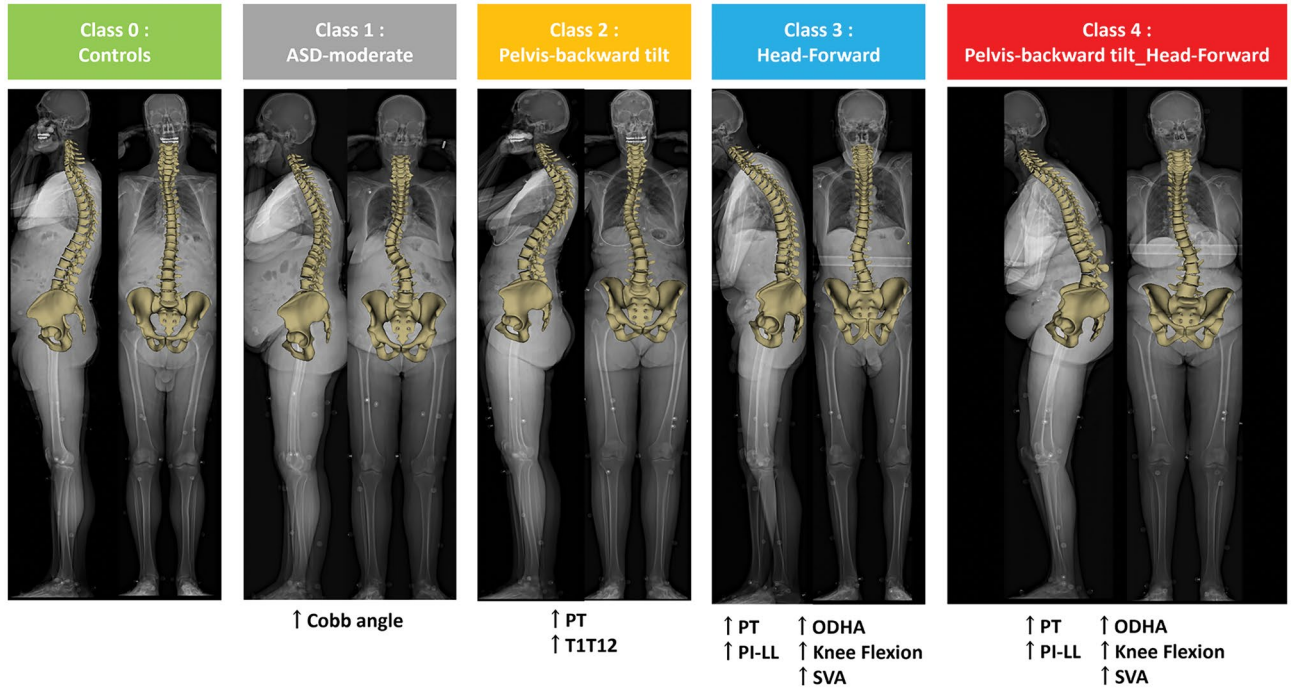 Class 0 :
Controls
Class 1 :
ASD-moderate
Class 2 :
Pelvis-backward tilt
Class 3 :
Head-Forward
Class 4 :
Pelvis-backward tilt_Head-Forward
↑ Cobb angle
↑ PT
↑ T1T12
↑ PT ↑ ODHA
↑ PI-LL ↑ Knee Flexion
↑ SVA
↑ PT ↑ ODHA
↑ PI-LL ↑ Knee Flexion
↑ SVA